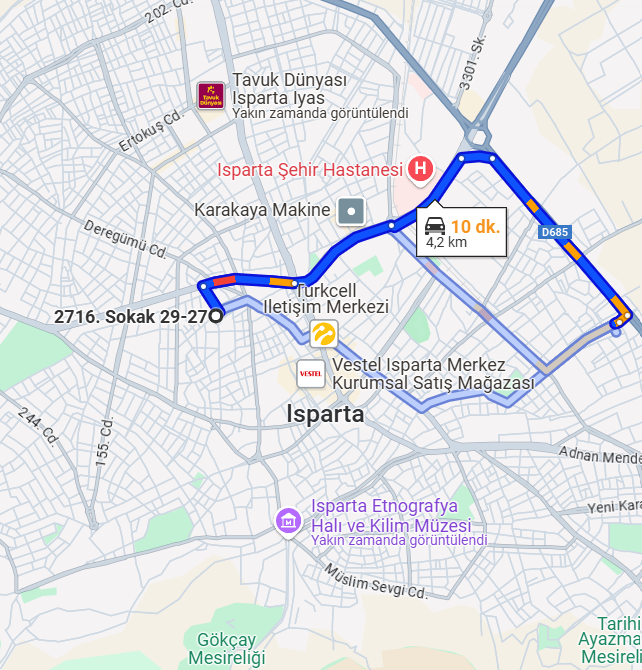 202. Cd.
3301. Sk.
Tavuk Dünyası
Isparta Iyas
Yakın zamanda görüntülendi
Tavuk
Dünyası
Ertokuş Cd.
Isparta Şehir Hastanesi
H
Karakaya Makine
10 dk.
4,2 km
D685
Deregümü Cd.
Turkcell
İletişim Merkezi
2716. Sokak 29-27
VESTEL
Vestel Isparta Merkez
Kurumsal Satış Mağazası
Isparta
244. Cd.
155. Cd.
Adnan Mende
Yeni Kara
Isparta Etnografya
Halı ve Kilim Müzesi
Yakın zamanda görüntülendi
Müslim Sevgi Cd.
Gökçay
Mesireliği
Tarihi
Ayazma
Mesireli